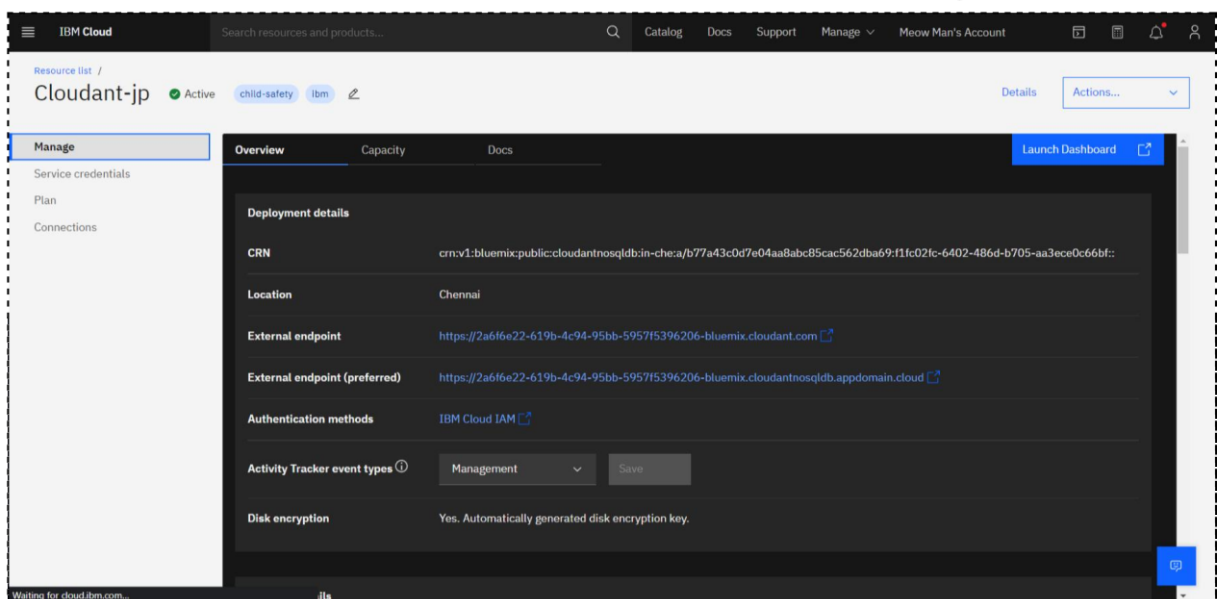 IBM Cloud
Search resources and products...
Catalog
Docs
Support
Manage
Meow Man's Account
Resource list /
Cloudant-jp
Active
child-safety
ibm
Details
Actions...
Manage
Service credentials
Plan
Connections
Overview
Capacity
Docs
Launch Dashboard
Deployment details
CRN
crn:v1:bluemix:public:cloudantnosqldb:in-che:a/b77a43c0d7e04aa8abc85cac562dba69:f1fc02fc-6402-486d-b705-aa3ece0c66bf::
Location
Chennai
External endpoint
https://2a6f6e22-619b-4c94-95bb-5957f5396206-bluemix.cloudant.com
External endpoint (preferred)
https://2a6f6e22-619b-4c94-95bb-5957f5396206-bluemix.cloudantnosqldb.appdomain.cloud
Authentication methods
IBM Cloud IAM
Activity Tracker event types
Management
Save
Disk encryption
Yes. Automatically generated disk encryption key.
Waiting for cloud.ibm.com...